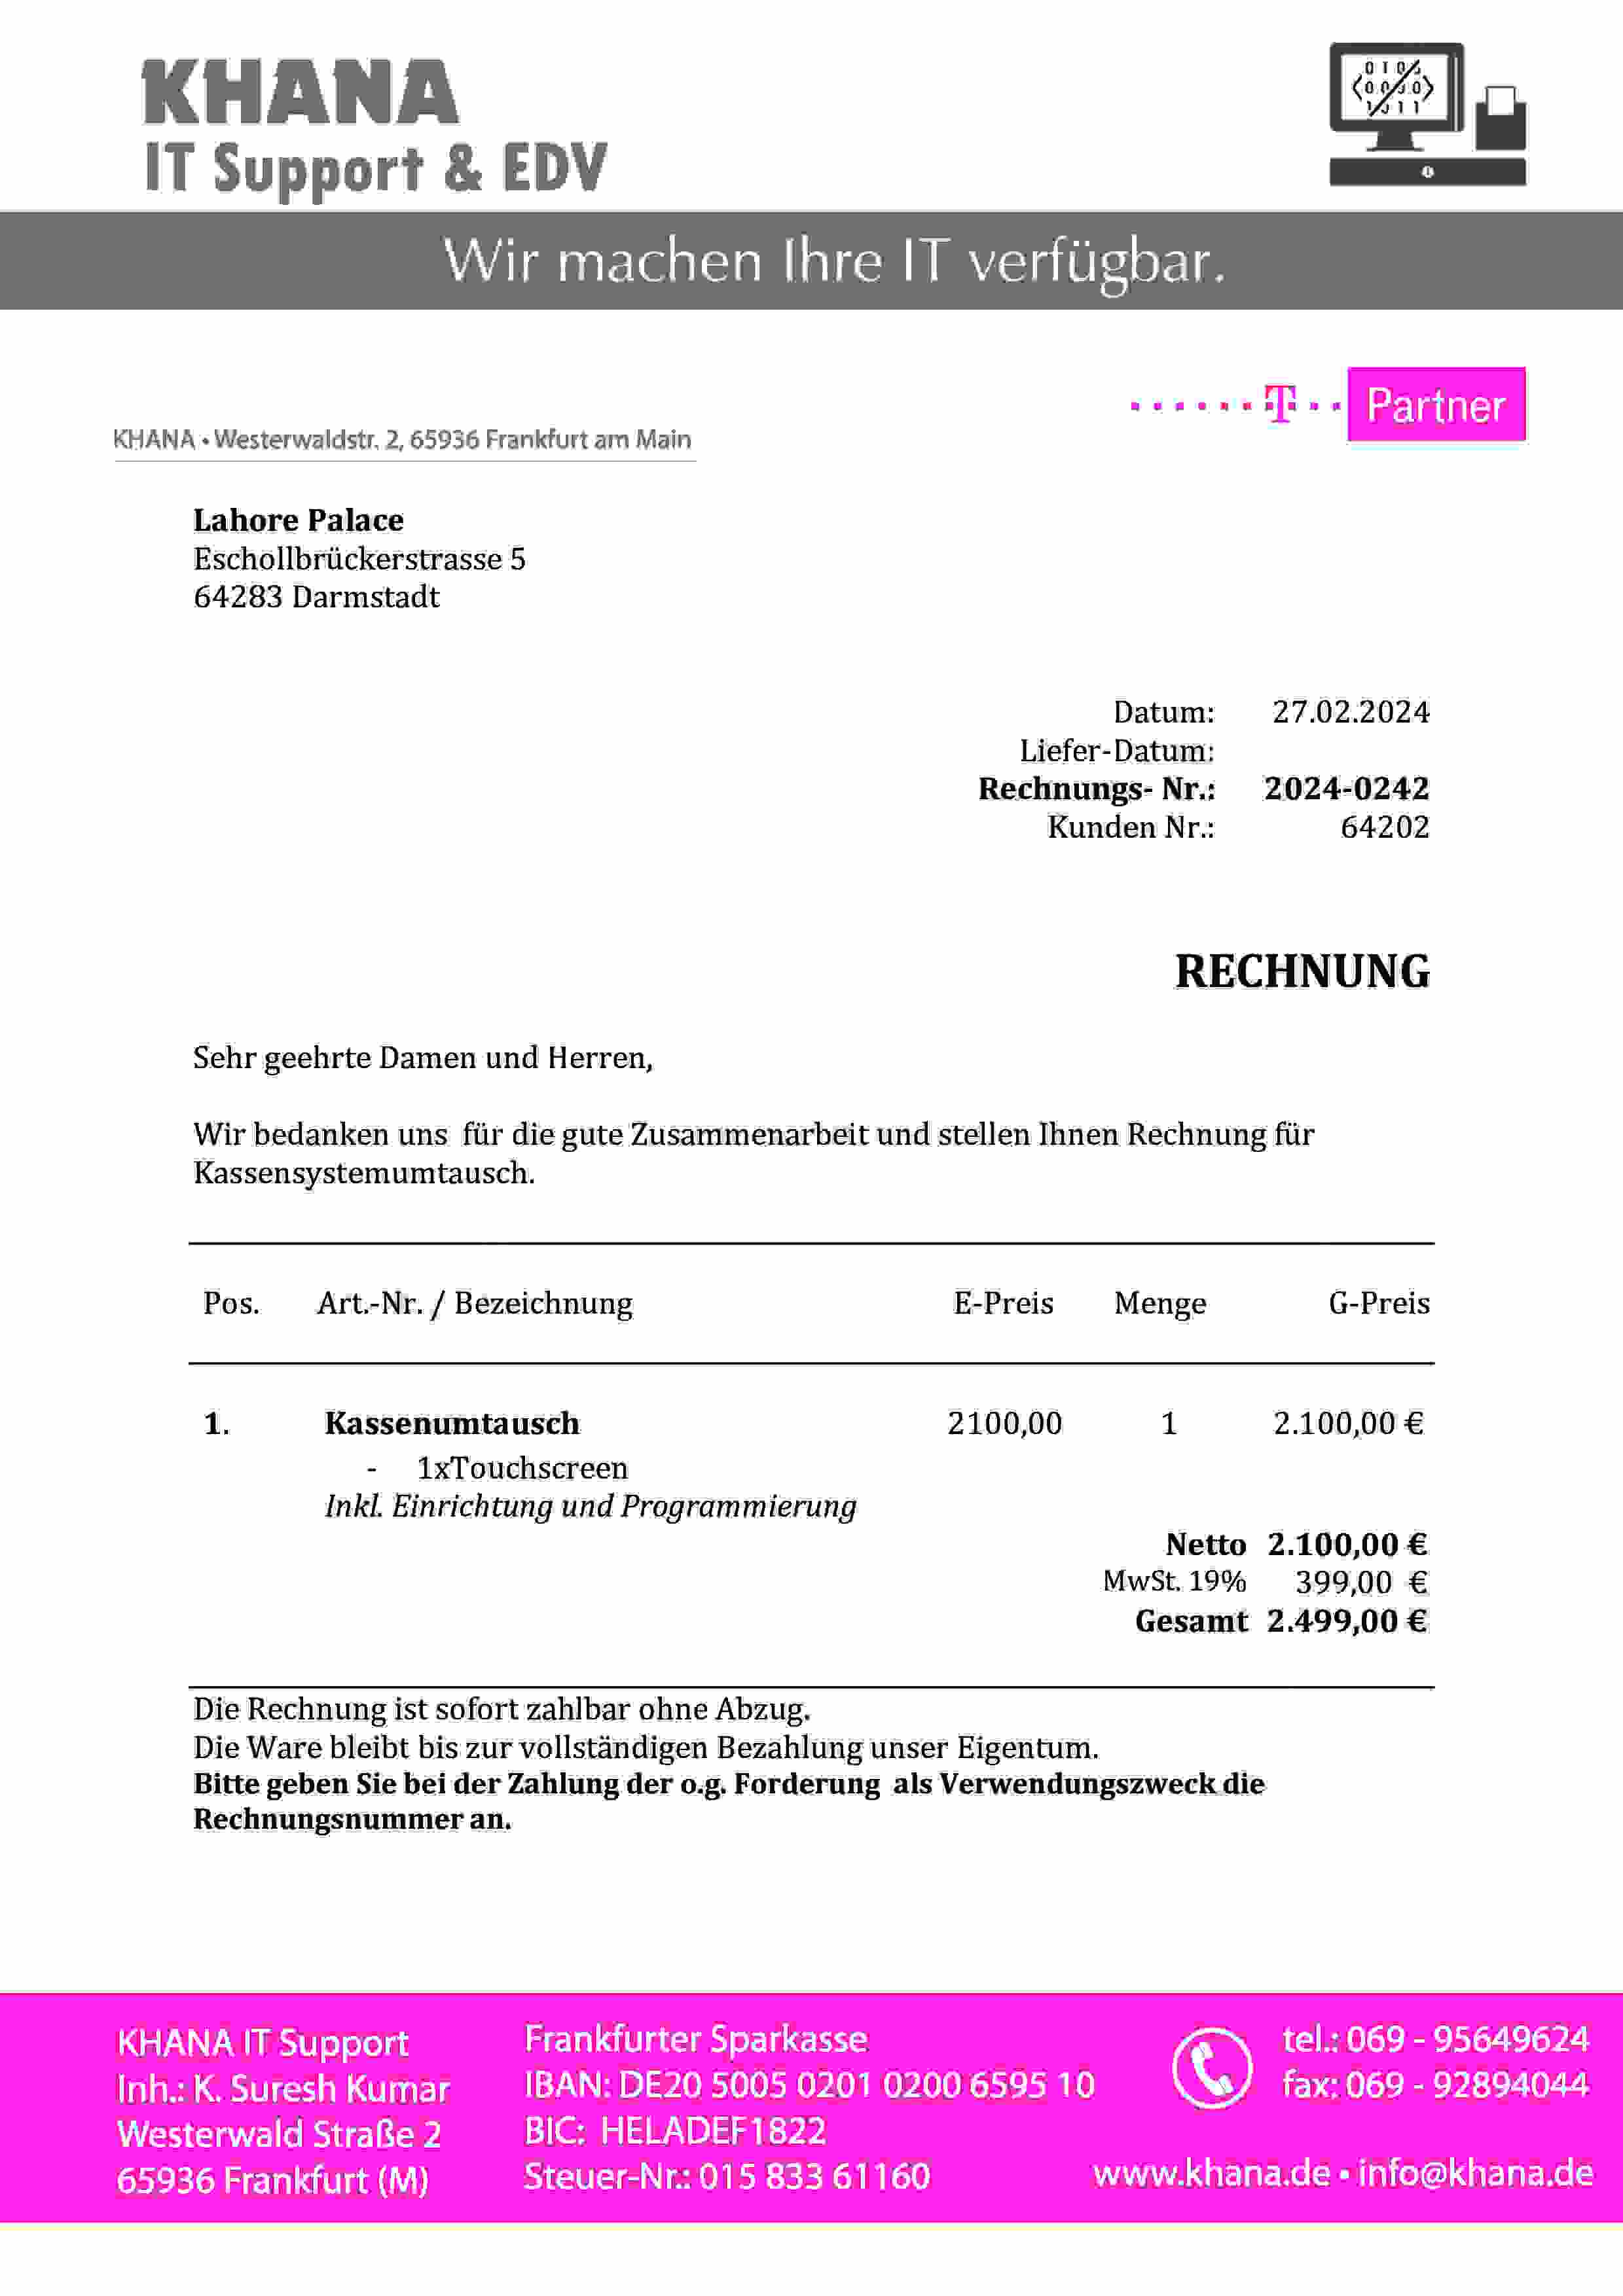 KHANA
IT Support & EDV
Wir machen Ihre IT verfügbar.
T Partner
KHANA • Westerwaldstr. 2, 65936 Frankfurt am Main
Lahore Palace
Eschollbrückerstrasse 5
64283 Darmstadt
Datum: 27.02.2024
Liefer-Datum:
Rechnungs- Nr.: 2024-0242
Kunden Nr.: 64202
RECHNUNG
Sehr geehrte Damen und Herren,
Wir bedanken uns für die gute Zusammenarbeit und stellen Ihnen Rechnung für
Kassensystemumtausch.
Pos. Art.-Nr. / Bezeichnung E-Preis Menge G-Preis
1. Kassenumtausch 2100,00 1 2.100,00 €
- 1xTouchscreen
Inkl. Einrichtung und Programmierung
Netto 2.100,00 €
MwSt. 19% 399,00 €
Gesamt 2.499,00 €
Die Rechnung ist sofort zahlbar ohne Abzug.
Die Ware bleibt bis zur vollständigen Bezahlung unser Eigentum.
Bitte geben Sie bei der Zahlung der o.g. Forderung als Verwendungszweck die
Rechnungsnummer an.
KHANA IT Support
Inh.: K. Suresh Kumar
Westerwald Straße 2
65936 Frankfurt (M)
Frankfurter Sparkasse
IBAN: DE20 5005 0201 0200 6595 10
BIC: HELADEF1822
Steuer-Nr.: 015 833 61160
tel.: 069 - 95649624
fax: 069 - 92894044
www.khana.de • info@khana.de